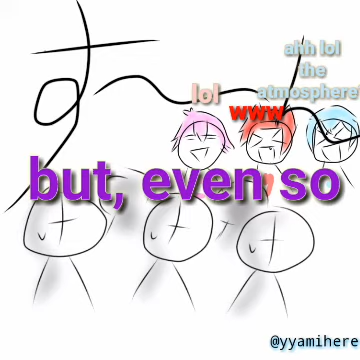 す〜
lol
www
ahh lol
the
atmosphere
but, even so
@yyamihere